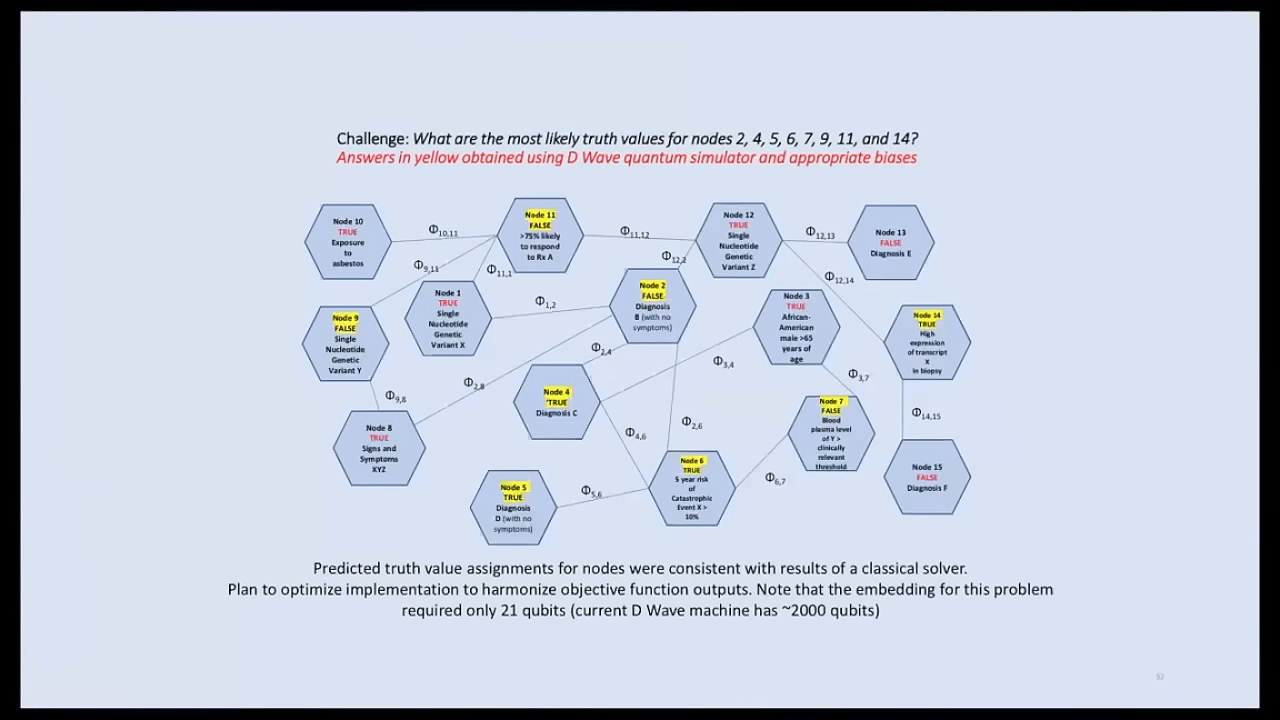 Challenge: What are the most likely truth values for nodes 2, 4, 5, 6, 7, 9, 11, and 14?
Answers in yellow obtained using D Wave quantum simulator and appropriate biases
Node 10
TRUE
Exposure
to
asbestos
Φ10,11
Node 11
FALSE
>75% likely
to respond
to Rx A
Φ11,12
Node 12
TRUE
Single
Nucleotide
Genetic
Variant Z
Φ12,13
Node 13
FALSE
Diagnosis E
Φ9,11
Φ11,1
Φ12,2
Φ12,14
Node 9
FALSE
Single
Nucleotide
Genetic
Variant Y
Node 1
TRUE
Single
Nucleotide
Genetic
Variant X
Φ1,2
Node 2
FALSE
Diagnosis
B (with no
symptoms)
Node 3
TRUE
African-
American
male >65
years of
age
Node 14
TRUE
High
expression
of transcript
X
in biopsy
Φ2,4
Φ3,4
Φ3,7
Φ9,8
Φ2,8
Node 4
'TRUE
Diagnosis C
Φ4,6
Φ2,6
Node 7
FALSE
Blood
plasma level
of Y >
clinically
relevant
threshold
Φ14,15
Node 8
TRUE
Signs and
Symptoms
XYZ
Node 5
TRUE
Diagnosis
D (with no
symptoms)
Φ5,6
Node 6
TRUE
5 year risk
of
Catastrophic
Event X >
10%
Φ6,7
Node 15
FALSE
Diagnosis F
Predicted truth value assignments for nodes were consistent with results of a classical solver.
Plan to optimize implementation to harmonize objective function outputs. Note that the embedding for this problem
required only 21 qubits (current D Wave machine has ~2000 qubits)